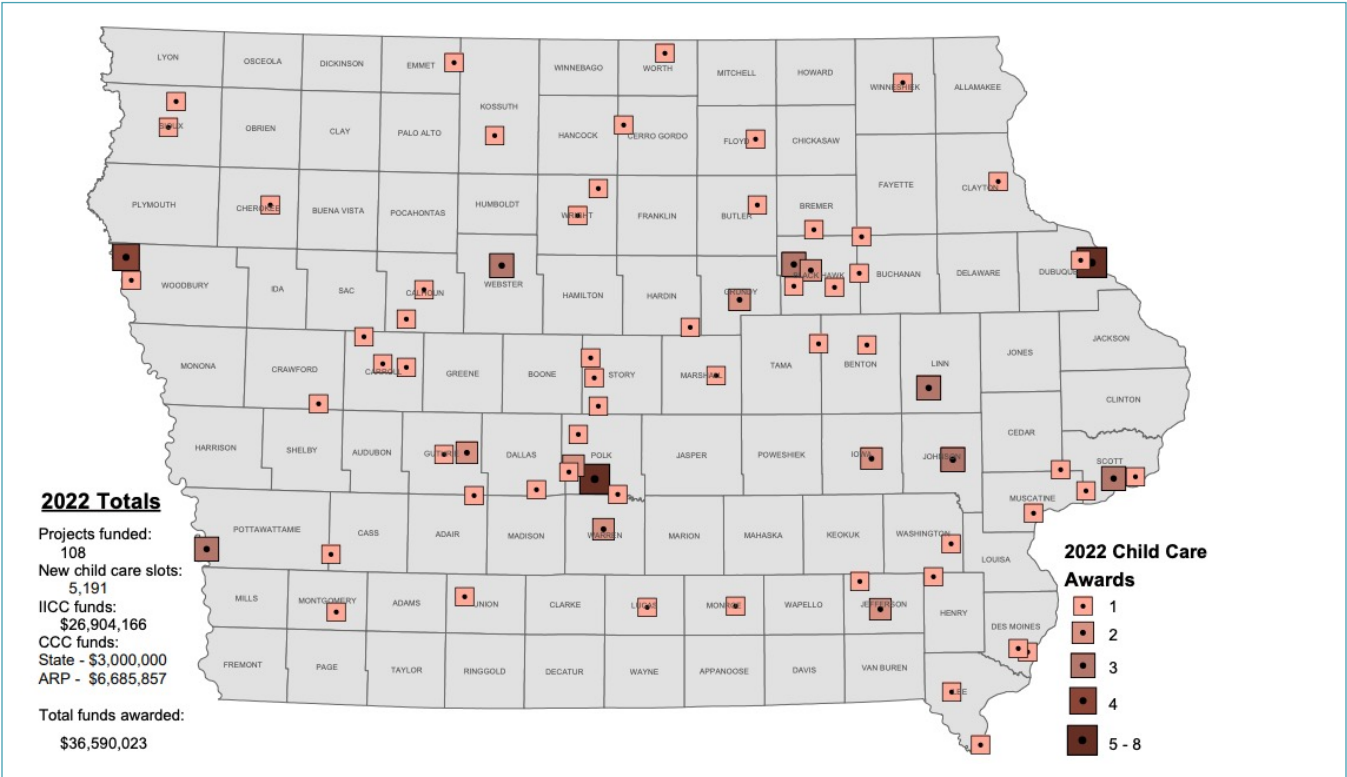 LYON
OSCEOLA
DICKINSON
EMMET
WINNEBAGO
WORTH
MITCHELL
HOWARD
WINNESHIEK
ALLAMAKEE
KOSSUTH
SIOUX
OBRIEN
CLAY
PALO ALTO
HANCOCK
CERRO GORDO
FLOYD
CHICKASAW
FAYETTE
CLAYTON
PLYMOUTH
CHEROKEE
BUENA VISTA
POCAHONTAS
HUMBOLDT
WRIGHT
FRANKLIN
BUTLER
BREMER
WOODBURY
IDA
SAC
CALHOUN
WEBSTER
HAMILTON
HARDIN
GRUNDY
BLACK HAWK
BUCHANAN
DELAWARE
DUBUQUE
MONONA
CRAWFORD
CARROLL
GREENE
BOONE
STORY
MARSHALL
TAMA
BENTON
LINN
JONES
JACKSON
CLINTON
HARRISON
SHELBY
AUDUBON
GUTHRIE
DALLAS
POLK
JASPER
POWESHIEK
IOWA
JOHNSON
CEDAR
SCOTT
MUSCATINE
POTTAWATTAMIE
CASS
ADAIR
MADISON
WARREN
MARION
MAHASKA
KEOKUK
WASHINGTON
LOUISA
MILLS
MONTGOMERY
ADAMS
UNION
CLARKE
LUCAS
MONROE
WAPELLO
JEFFERSON
HENRY
DES MOINES
FREMONT
PAGE
TAYLOR
RINGGOLD
DECATUR
WAYNE
APPANOOSE
DAVIS
VAN BUREN
LEE
2022 Totals
Projects funded:
108
New child care slots:
5,191
IICC funds:
$26,904,166
CCC funds:
State - $3,000,000
ARP - $6,685,857
Total funds awarded:
$36,590,023
2022 Child Care
Awards
1
2
3
4
5 - 8